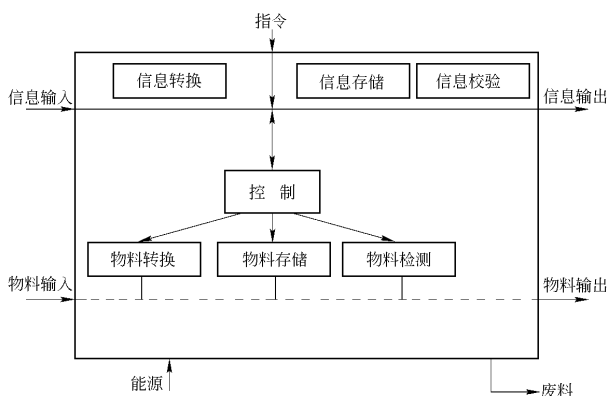 指令
信息转换
信息存储
信息校验
信息输入
信息输出
控 制
物料转换
物料存储
物料检测
物料输入
物料输出
能源
废料